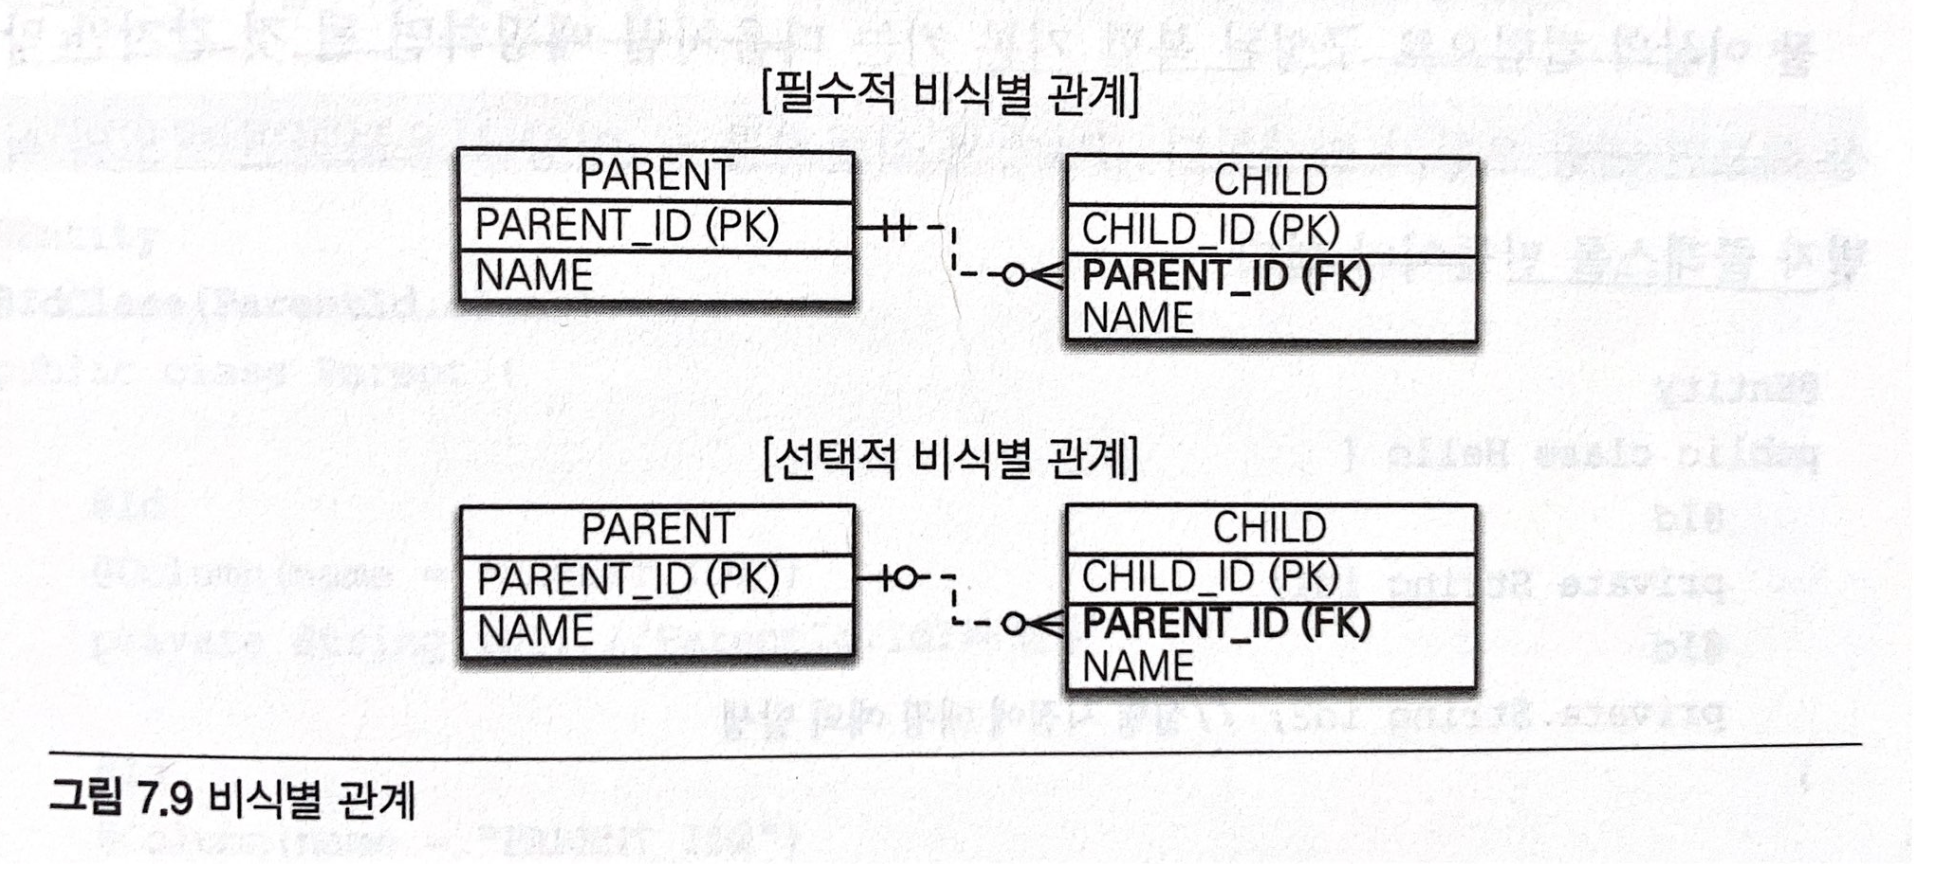 [필수적 비식별 관계]
PARENT
PARENT_ID (PK)
NAME
CHILD
CHILD_ID (PK)
PARENT_ID (FK)
NAME
[선택적 비식별 관계]
PARENT
PARENT_ID (PK)
NAME
CHILD
CHILD_ID (PK)
PARENT_ID (FK)
NAME
그림 7.9 비식별 관계